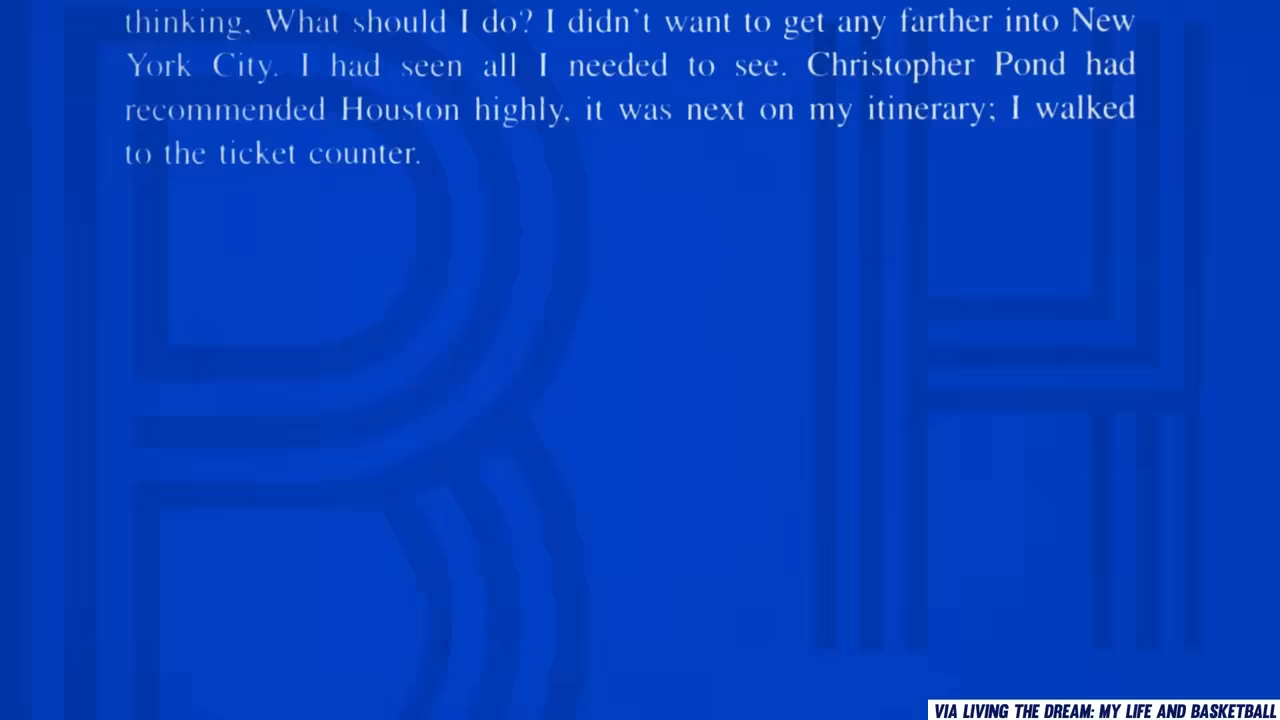 thinking, What should I do? I didn't want to get any farther into New
York City. I had seen all I needed to see. Christopher Pond had
recommended Houston highly, it was next on my itinerary; I walked
to the ticket counter.
VIA LIVING THE DREAM: MY LIFE AND BASKETBALL